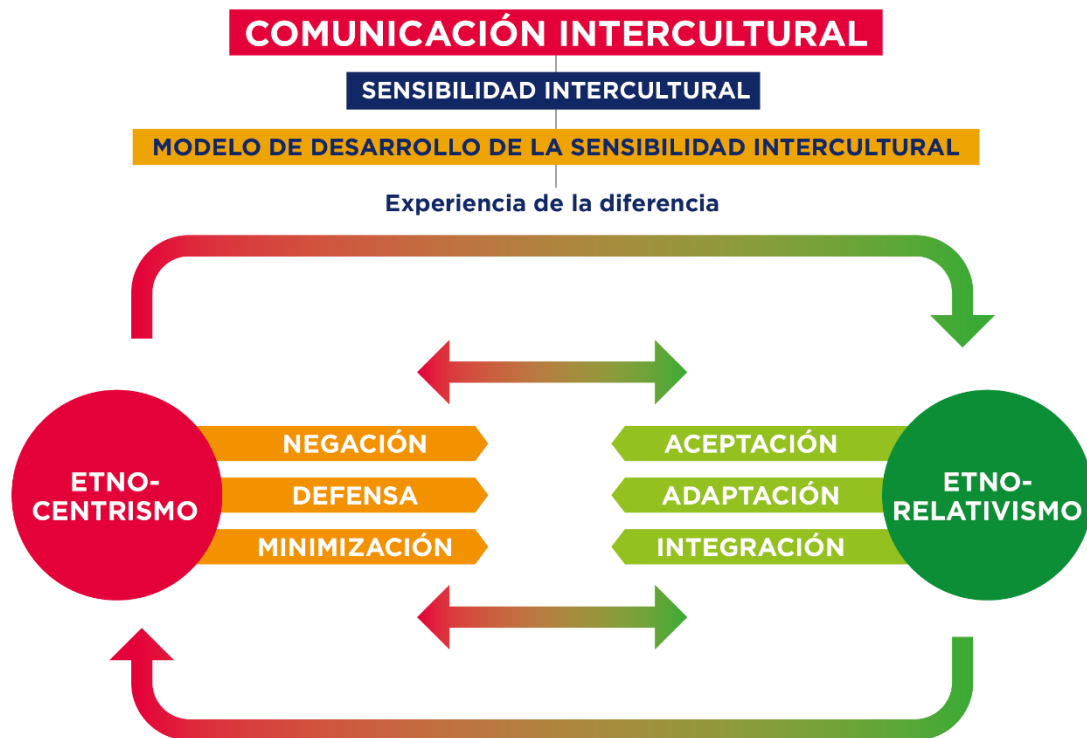 COMUNICACIÓN INTERCULTURAL
SENSIBILIDAD INTERCULTURAL
MODELO DE DESARROLLO DE LA SENSIBILIDAD INTERCULTURAL
Experiencia de la diferencia
ETNO-
CENTRISMO
NEGACIÓN
DEFENSA
MINIMIZACIÓN
ACEPTACIÓN
ADAPTACIÓN
INTEGRACIÓN
ETNO-
RELATIVISMO